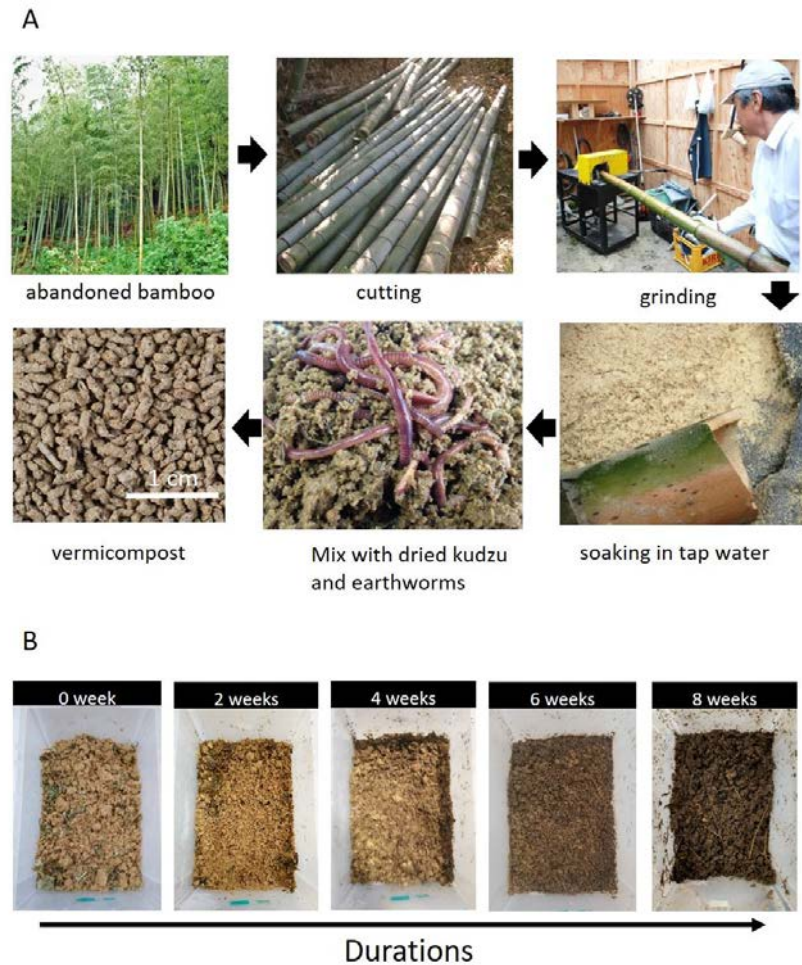 A
abandoned bamboo
cutting
grinding
vermicompost
1 cm
Mix with dried kudzu
and earthworms
soaking in tap water
B
0 week
2 weeks
4 weeks
6 weeks
8 weeks
Durations